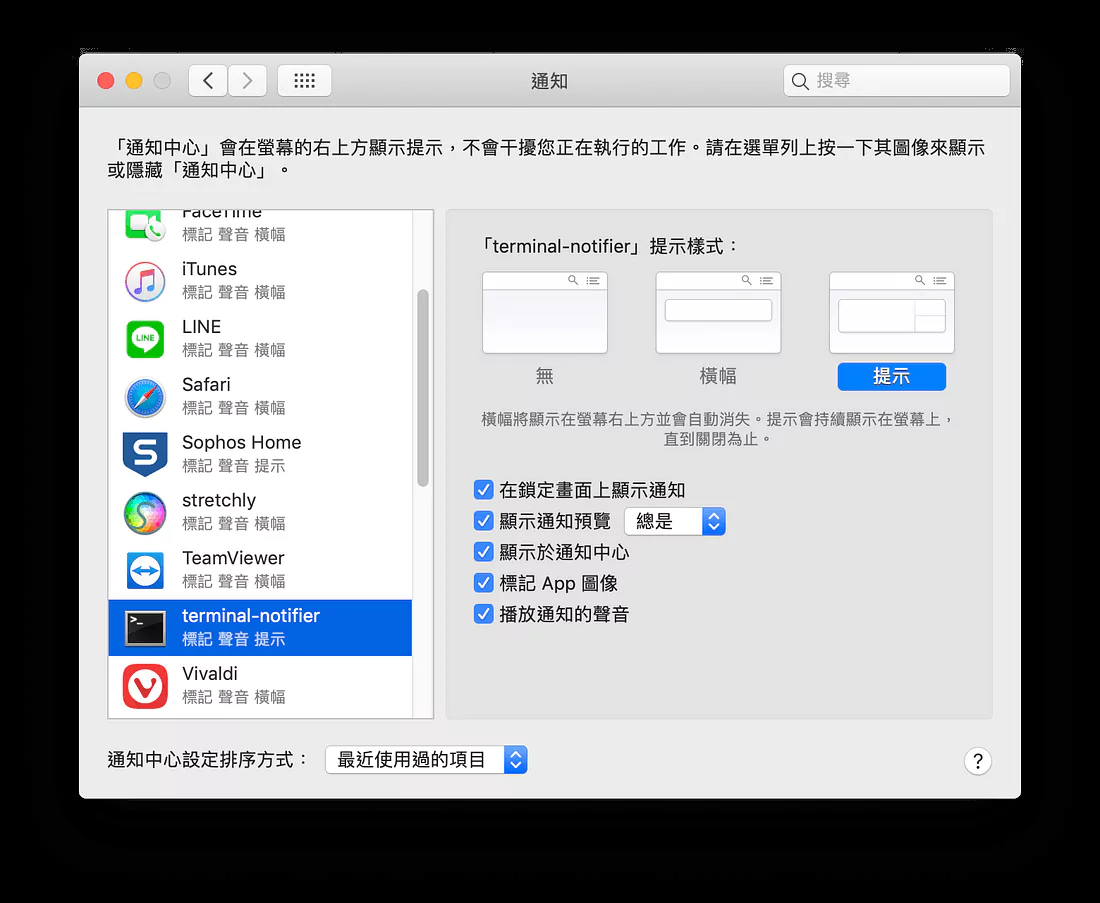 通知
搜尋
「通知中心」會在螢幕的右上方顯示提示，不會干擾您正在執行的工作。請在選單列上按一下其圖像來顯示
或隱藏「通知中心」。
FaceTime
標記 聲音 橫幅
iTunes
標記 聲音 橫幅
LINE
LINE
標記 聲音 橫幅
Safari
標記 聲音 橫幅
S
Sophos Home
標記 聲音 提示
stretchly
標記 聲音 橫幅
TeamViewer
標記 聲音 橫幅
>_
terminal-notifier
標記 聲音 提示
Vivaldi
標記 聲音 橫幅
「terminal-notifier」提示樣式：
無
橫幅
提示
橫幅將顯示在螢幕右上方並會自動消失。提示會持續顯示在螢幕上，
直到關閉為止。
在鎖定畫面上顯示通知
顯示通知預覽 總是
顯示於通知中心
標記 App 圖像
播放通知的聲音
通知中心設定排序方式： 最近使用過的項目
?